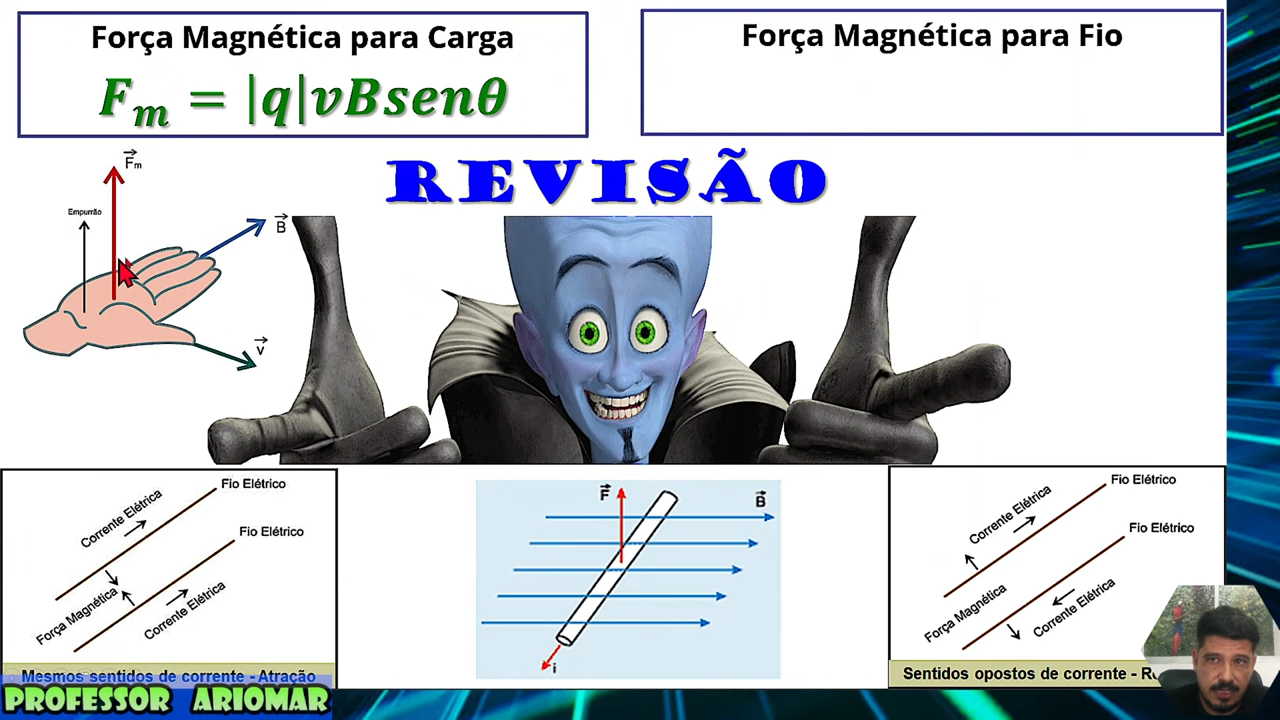 Força Magnética para Carga
Fₘ = |q|vBsenθ
Força Magnética para Fio
REVISÃO
Fₘ
Empurrão
B
v
Fio Elétrico
Corrente Elétrica
Fio Elétrico
Força Magnética
Corrente Elétrica
Mesmos sentidos de corrente - Atração
PROFESSOR ARIOMAR
F
B
i
Fio Elétrico
Corrente Elétrica
Fio Elétrico
Força Magnética
Corrente Elétrica
Sentidos opostos de corrente -